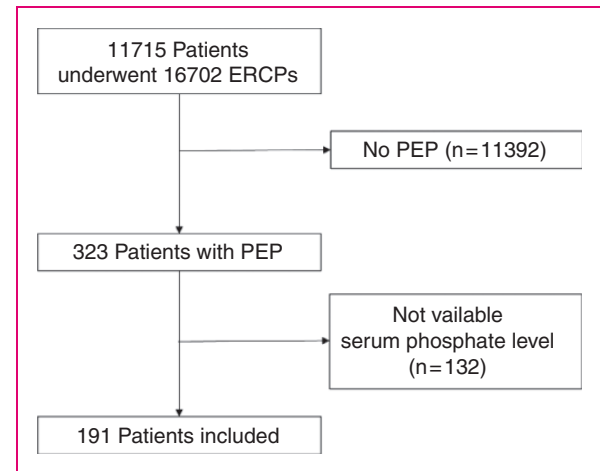 11715 Patients
underwent 16702 ERCPs
No PEP (n=11392)
323 Patients with PEP
Not vailable
serum phosphate level
(n=132)
191 Patients included